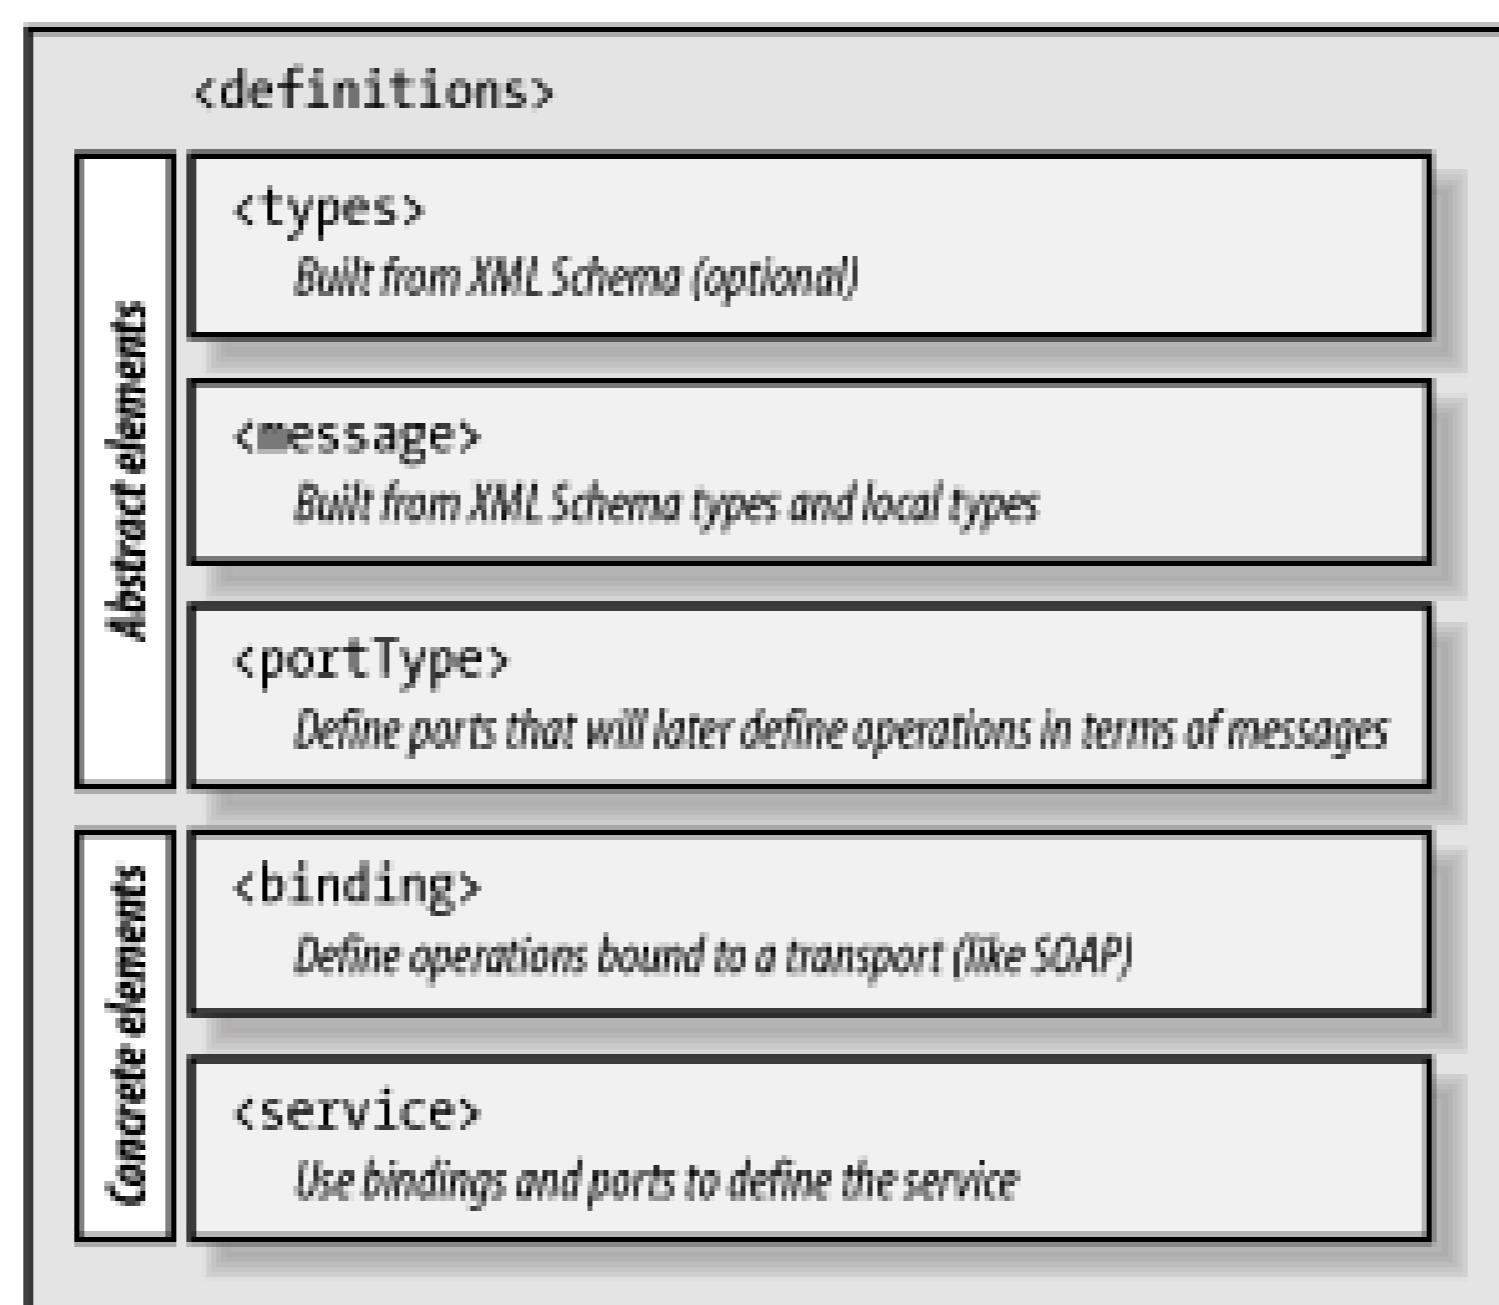 <definitions>
<types>
Built from XML Schema (optional)
<message>
Built from XML Schema types and local types
<portType>
Define ports that will later define operations in terms of messages
Abstract elements
<binding>
Define operations bound to a transport (like SOAP)
<service>
Use bindings and ports to define the service
Concrete elements